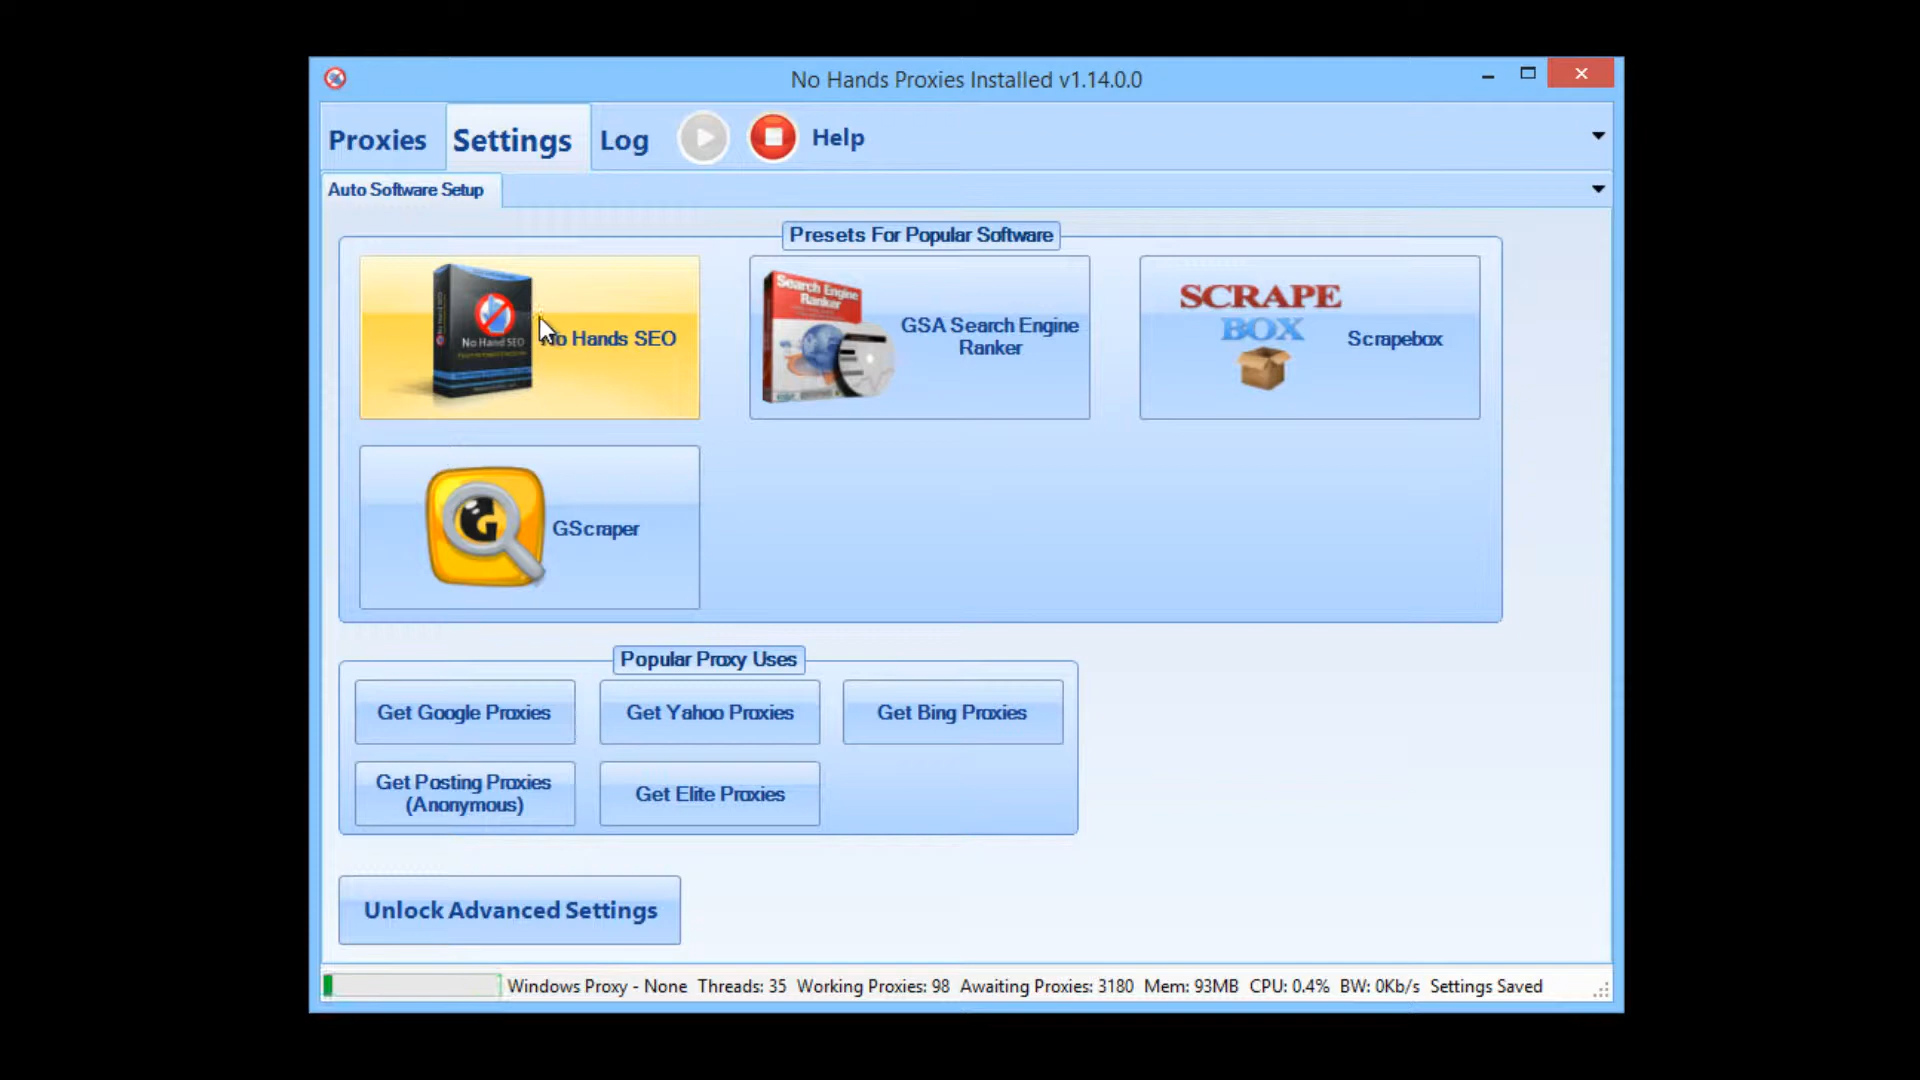 No Hands Proxies Installed v1.14.0.0
Proxies Settings Log Help
Auto Software Setup
Presets For Popular Software
No Hand SEO
No Hands SEO
Search Engine
Ranker
GSA Search Engine
Ranker
SCRAPE
BOX
Scrapebox
G
GScraper
Popular Proxy Uses
Get Google Proxies
Get Yahoo Proxies
Get Bing Proxies
Get Posting Proxies
(Anonymous)
Get Elite Proxies
Unlock Advanced Settings
Windows Proxy - None Threads: 35 Working Proxies: 98 Awaiting Proxies: 3180 Mem: 93MB CPU: 0.4% BW: 0Kb/s Settings Saved